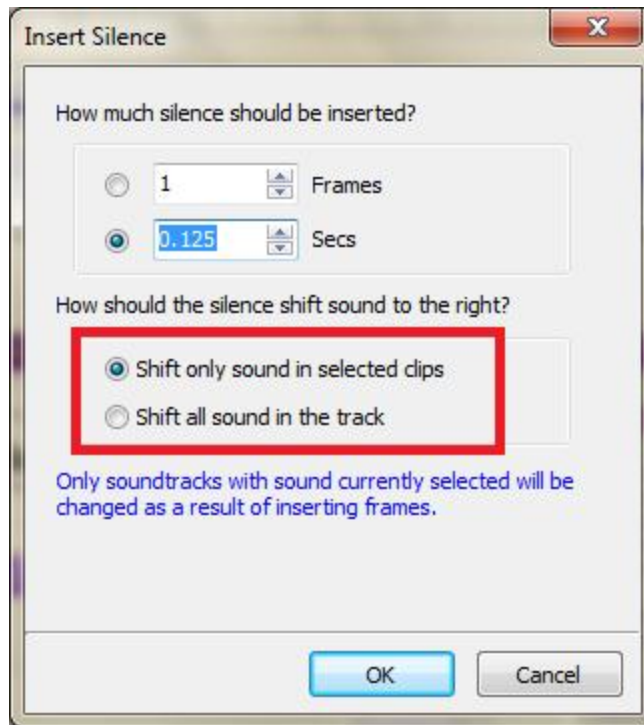 Insert Silence
How much silence should be inserted?
1 Frames
0.125 Secs
How should the silence shift sound to the right?
Shift only sound in selected clips
Shift all sound in the track
Only soundtracks with sound currently selected will be
changed as a result of inserting frames.
OK Cancel